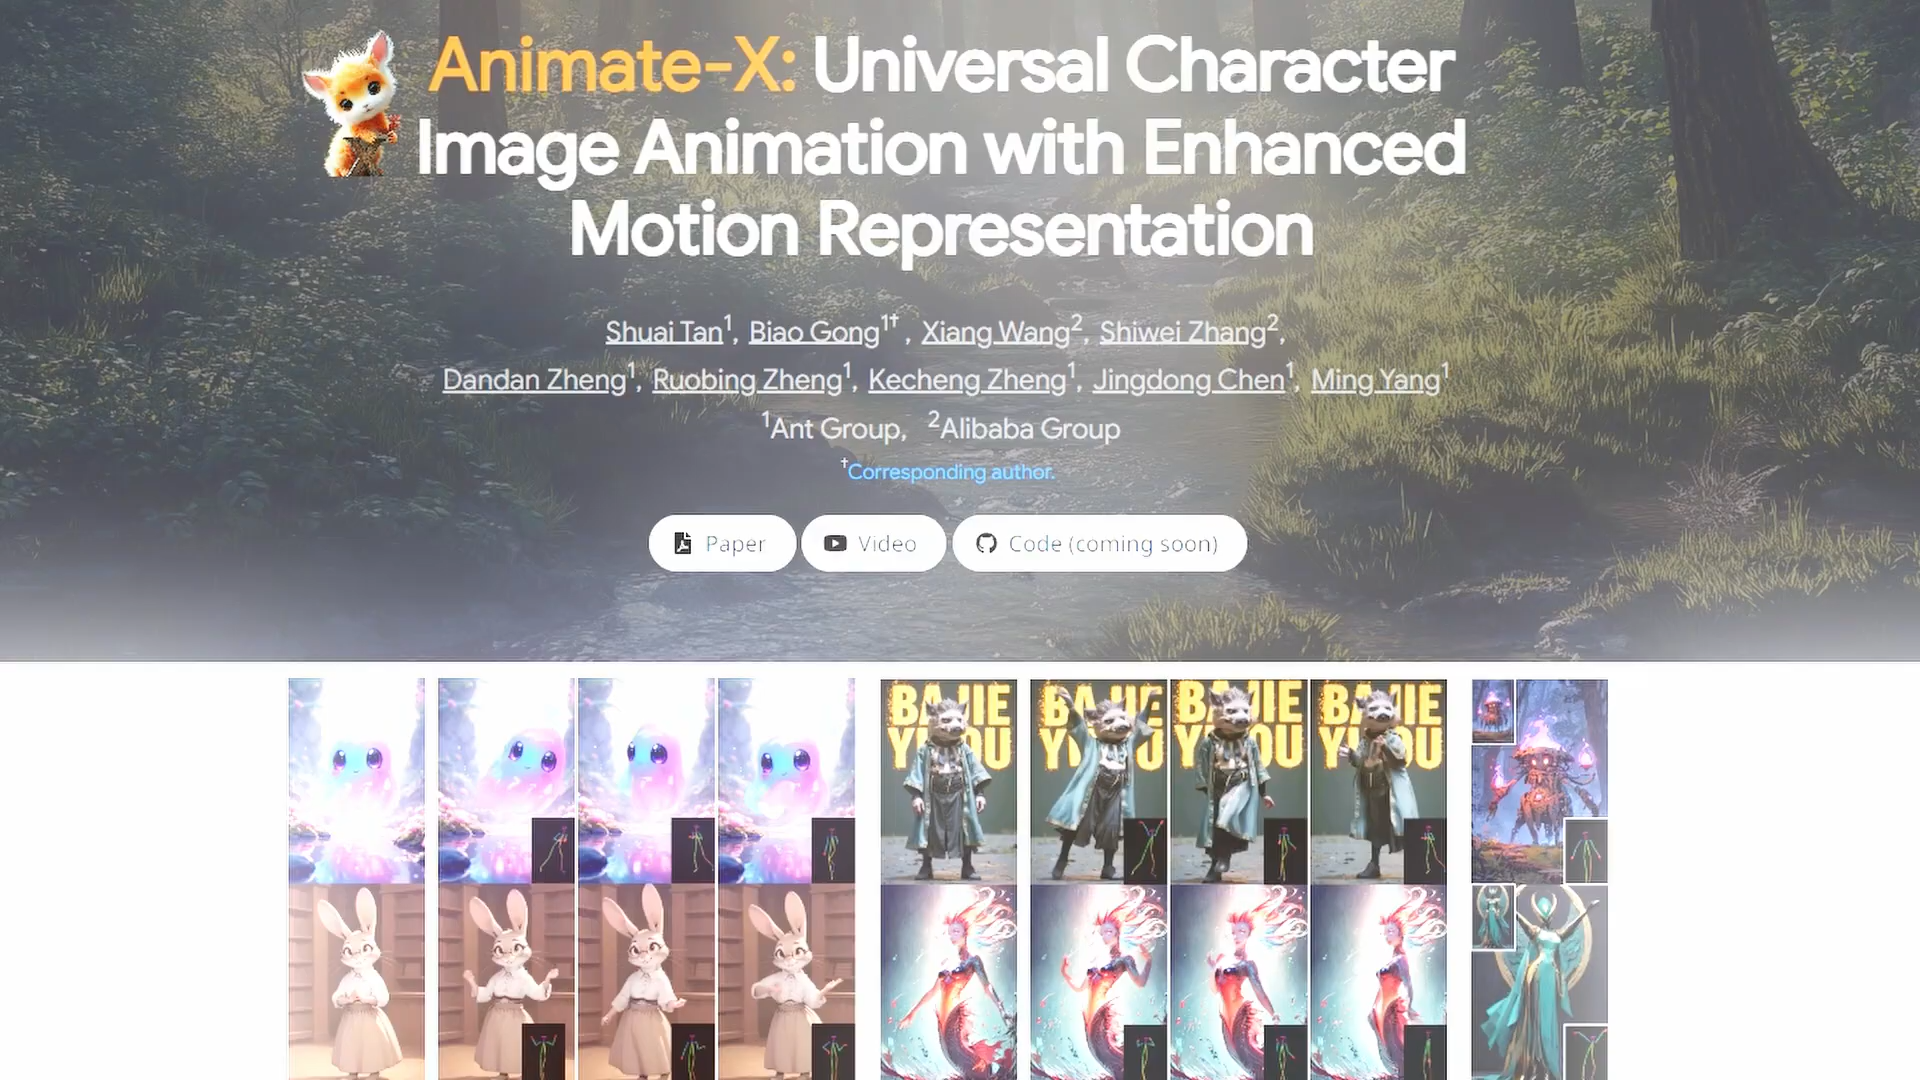 Animate-X: Universal Character
Image Animation with Enhanced
Motion Representation
Shuai Tan1, Biao Gong1†, Xiang Wang2, Shiwei Zhang2,
Dandan Zheng1, Ruobing Zheng1, Kecheng Zheng1, Jingdong Chen1, Ming Yang1
1Ant Group, 2Alibaba Group
†Corresponding author.
Paper
Video
Code (coming soon)
BAJIE